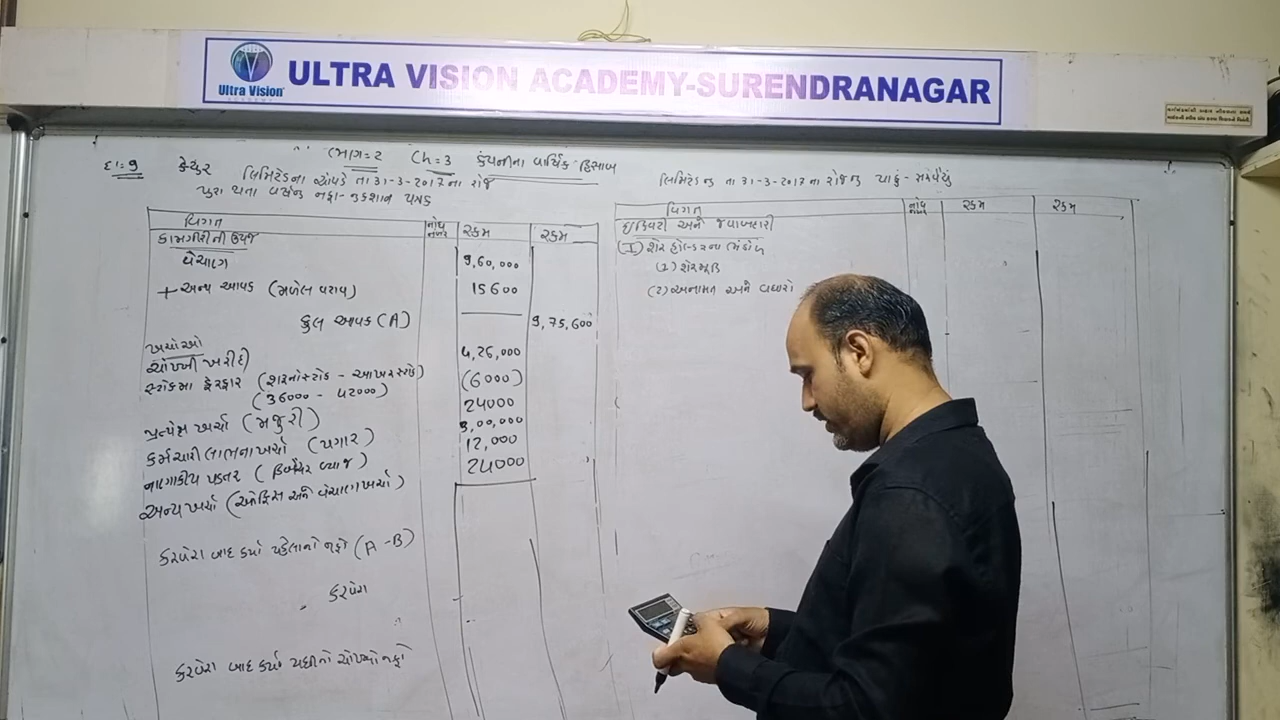 Ultra Vision
ACADEMY
ULTRA VISION ACADEMY-SURENDRANAGAR
ભાગ=2 Ch=3 કંપનીના વાર્ષિક હિસાબ
દા:9 કેયુર લિમિટેડના ચોપડે તા 31-3-2017ના રોજ
પુરા થતા વર્ષનું નફા-નુકશાન પત્રક
વિગત નોંધ નંબર રકમ રકમ
કામગીરીની ઉપજ
વેચાણ 9,60,000
+ અન્ય આવક (મળેલ વટાવ) 15600
કુલ આવક (A) 9,75,600
ખર્ચાઓ
ચોખ્ખી ખરીદી 4,26,000
સ્ટોકમાં ફેરફાર (શરૂનો સ્ટોક - આખર સ્ટોક) (6000)
(36000 - 42000)
પ્રત્યક્ષ ખર્ચા (મજુરી) 24000
કર્મચારી લાભના ખર્ચા (પગાર) 3,00,000
નાણાકીય પડતર (ડિબેંચર વ્યાજ) 12,000
અન્ય ખર્ચા (ઓફિસ અને વેચાણ ખર્ચા) 24000
કરવેરા બાદ કર્યા પહેલાનો નફો (A-B)
કરવેરા
કરવેરા બાદ કર્યા પછીનો ચોખ્ખો નફો
લિમિટેડનું તા 31-3-2017ના રોજનું પાકું-સરવૈયું
વિગત નોંધ નંબર રકમ રકમ
ઇક્વિટી અને જવાબદારી
(I) શેર હોલ્ડરના ભંડોળ
(1) શેરમૂડી
(2) અનામત અને વધારો